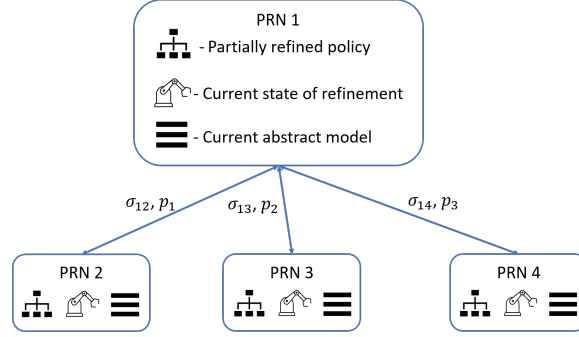 PRN 1
- Partially refined policy
- Current state of refinement
- Current abstract model
σ₁₂, p₁
σ₁₃, p₂
σ₁₄, p₃
PRN 2
PRN 3
PRN 4